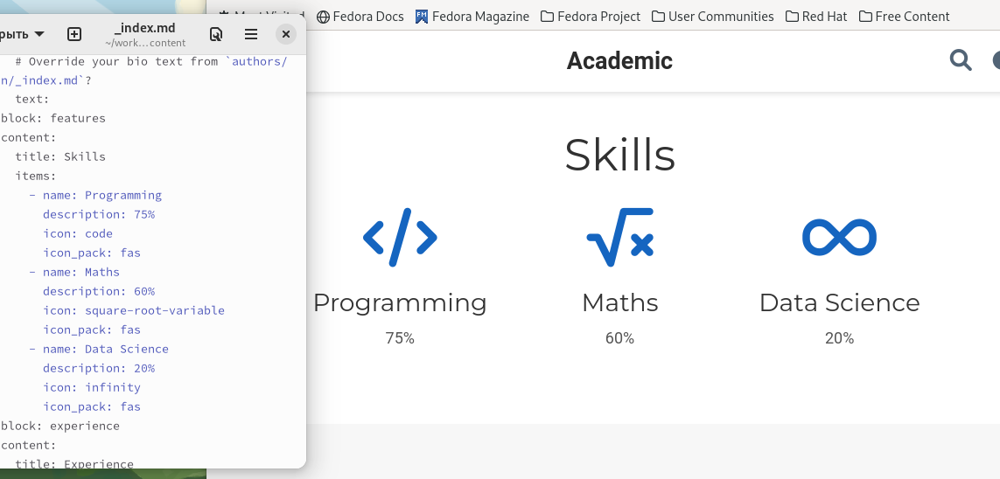 Most Visited
Fedora Docs
Fedora Magazine
Fedora Project
User Communities
Red Hat
Free Content
рыть
_index.md
~/work…content
# Override your bio text from `authors/
n/_index.md`?
text:
block: features
content:
title: Skills
items:
- name: Programming
description: 75%
icon: code
icon_pack: fas
- name: Maths
description: 60%
icon: square-root-variable
icon_pack: fas
- name: Data Science
description: 20%
icon: infinity
icon_pack: fas
block: experience
content:
title: Experience
Academic
Skills
Programming
Maths
Data Science
75%
60%
20%